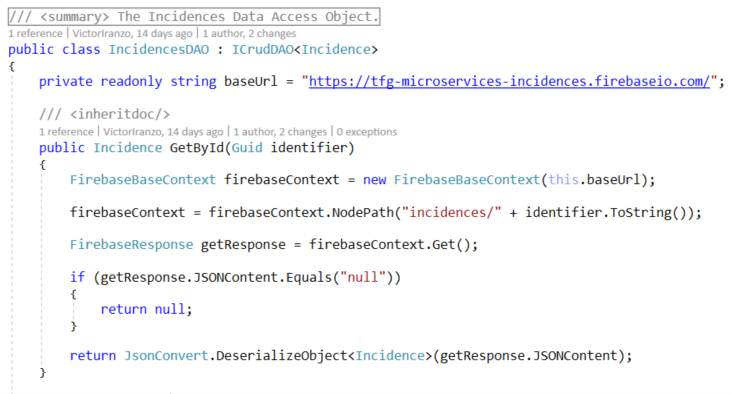 /// <summary> The Incidences Data Access Object.
1 reference | VictorIranzo, 14 days ago | 1 author, 2 changes
public class IncidencesDAO : ICrudDAO<Incidence>
{
private readonly string baseUrl = "https://tfg-microservices-incidences.firebaseio.com/";
/// <inheritdoc/>
1 reference | VictorIranzo, 14 days ago | 1 author, 2 changes | 0 exceptions
public Incidence GetById(Guid identifier)
{
FirebaseBaseContext firebaseContext = new FirebaseBaseContext(this.baseUrl);
firebaseContext = firebaseContext.NodePath("incidences/" + identifier.ToString());
FirebaseResponse getResponse = firebaseContext.Get();
if (getResponse.JSONContent.Equals("null"))
{
return null;
}
return JsonConvert.DeserializeObject<Incidence>(getResponse.JSONContent);
}